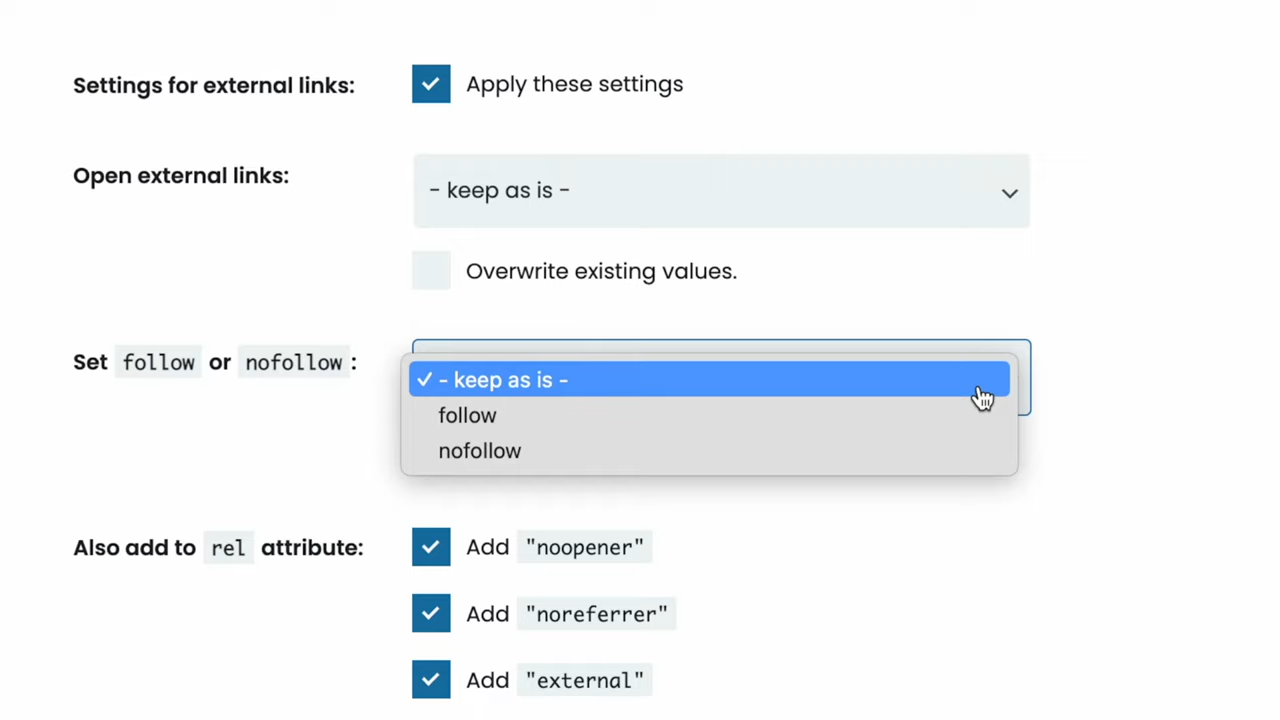 Settings for external links: Apply these settings
Open external links: - keep as is -
Overwrite existing values.
Set follow or nofollow :
- keep as is -
follow
nofollow
Also add to rel attribute: Add "noopener"
Add "noreferrer"
Add "external"